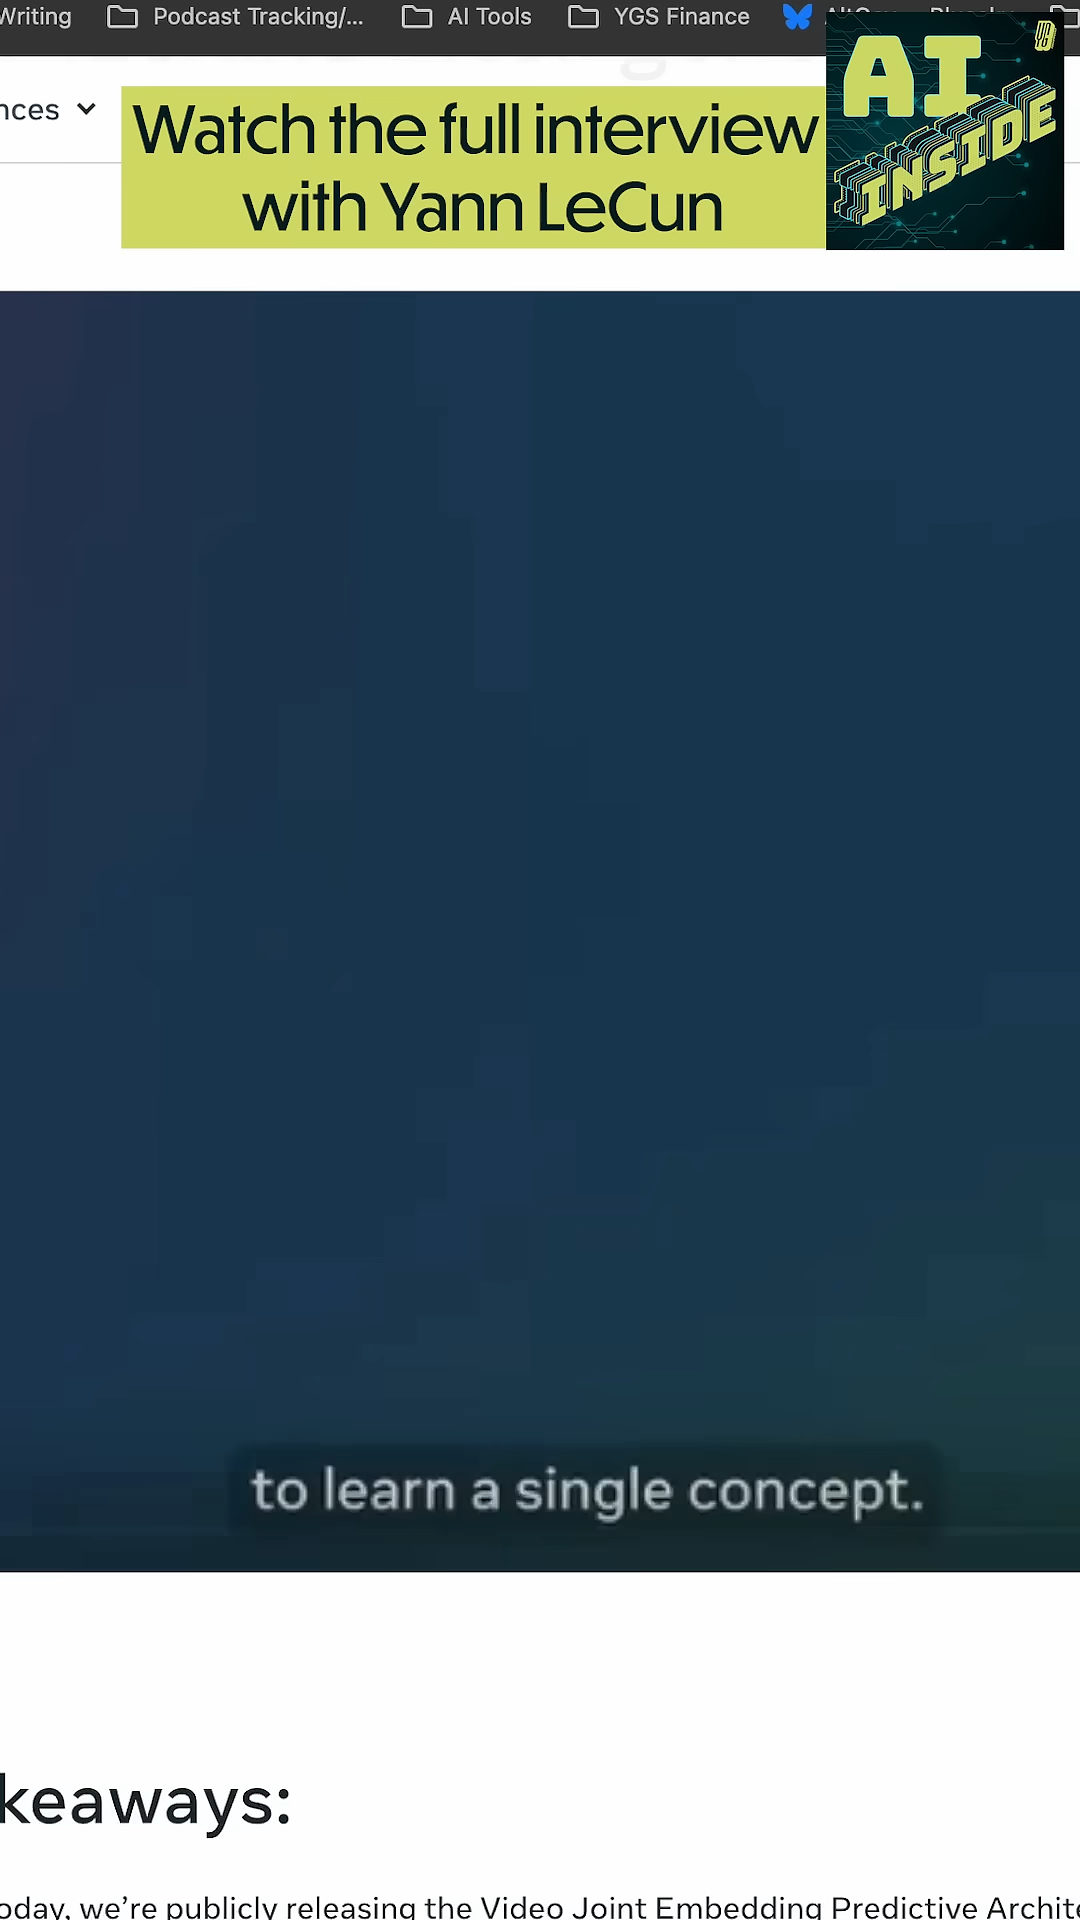 Writing Podcast Tracking/... AI Tools YGS Finance
nces
Watch the full interview
with Yann LeCun
AI
INSIDE
to learn a single concept.
keaways:
oday, we’re publicly releasing the Video Joint Embedding Predictive Archite